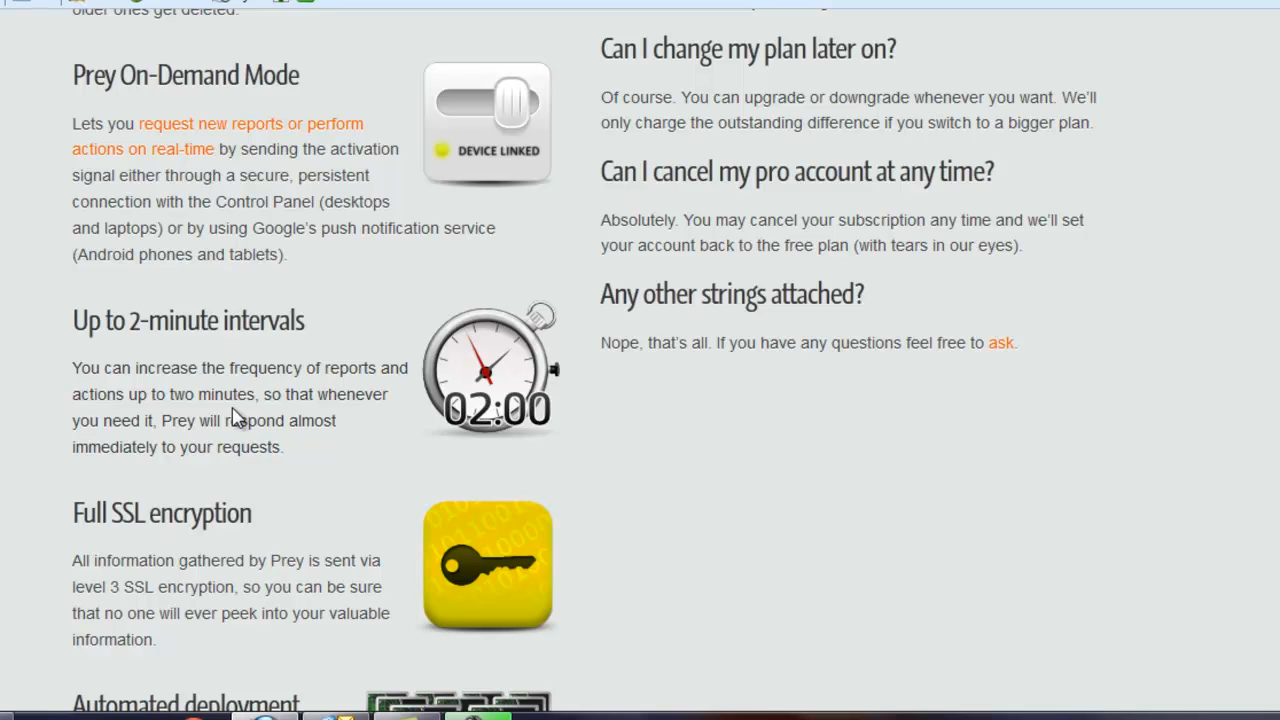 older ones get deleted.
Prey On-Demand Mode
Lets you request new reports or perform
actions on real-time by sending the activation
signal either through a secure, persistent
connection with the Control Panel (desktops
and laptops) or by using Google's push notification service
(Android phones and tablets).
DEVICE LINKED
Up to 2-minute intervals
You can increase the frequency of reports and
actions up to two minutes, so that whenever
you need it, Prey will respond almost
immediately to your requests.
02:00
Full SSL encryption
All information gathered by Prey is sent via
level 3 SSL encryption, so you can be sure
that no one will ever peek into your valuable
information.
Automated deployment
Can I change my plan later on?
Of course. You can upgrade or downgrade whenever you want. We'll
only charge the outstanding difference if you switch to a bigger plan.
Can I cancel my pro account at any time?
Absolutely. You may cancel your subscription any time and we'll set
your account back to the free plan (with tears in our eyes).
Any other strings attached?
Nope, that's all. If you have any questions feel free to ask.